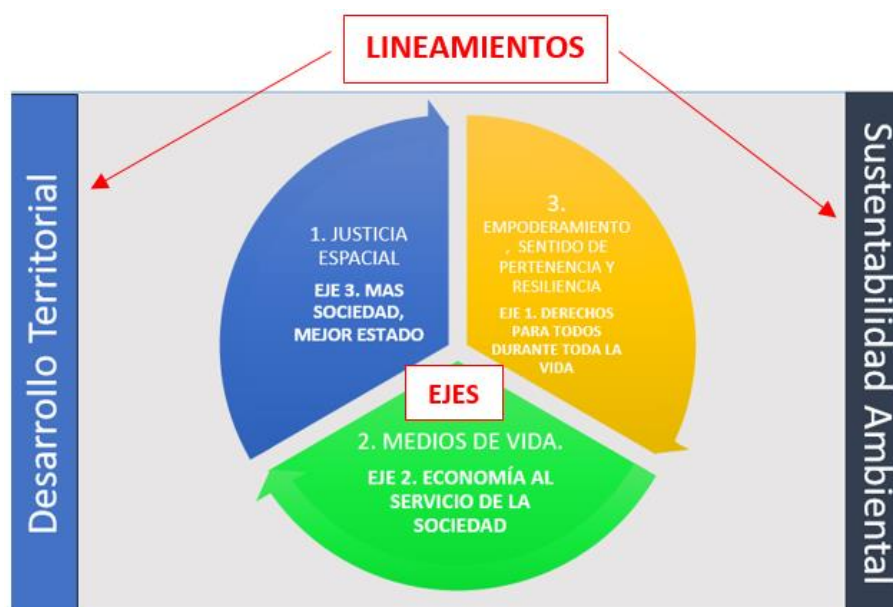 LINEAMIENTOS
Desarrollo Territorial
1. JUSTICIA
ESPACIAL
EJE 3. MAS
SOCIEDAD,
MEJOR ESTADO
3.
EMPODERAMIENTO
, SENTIDO DE
PERTENENCIA Y
RESILIENCIA
EJE 1. DERECHOS
PARA TODOS
DURANTE TODA LA
VIDA
EJES
2. MEDIOS DE VIDA.
EJE 2. ECONOMÍA AL
SERVICIO DE LA
SOCIEDAD
Sustentabilidad Ambiental